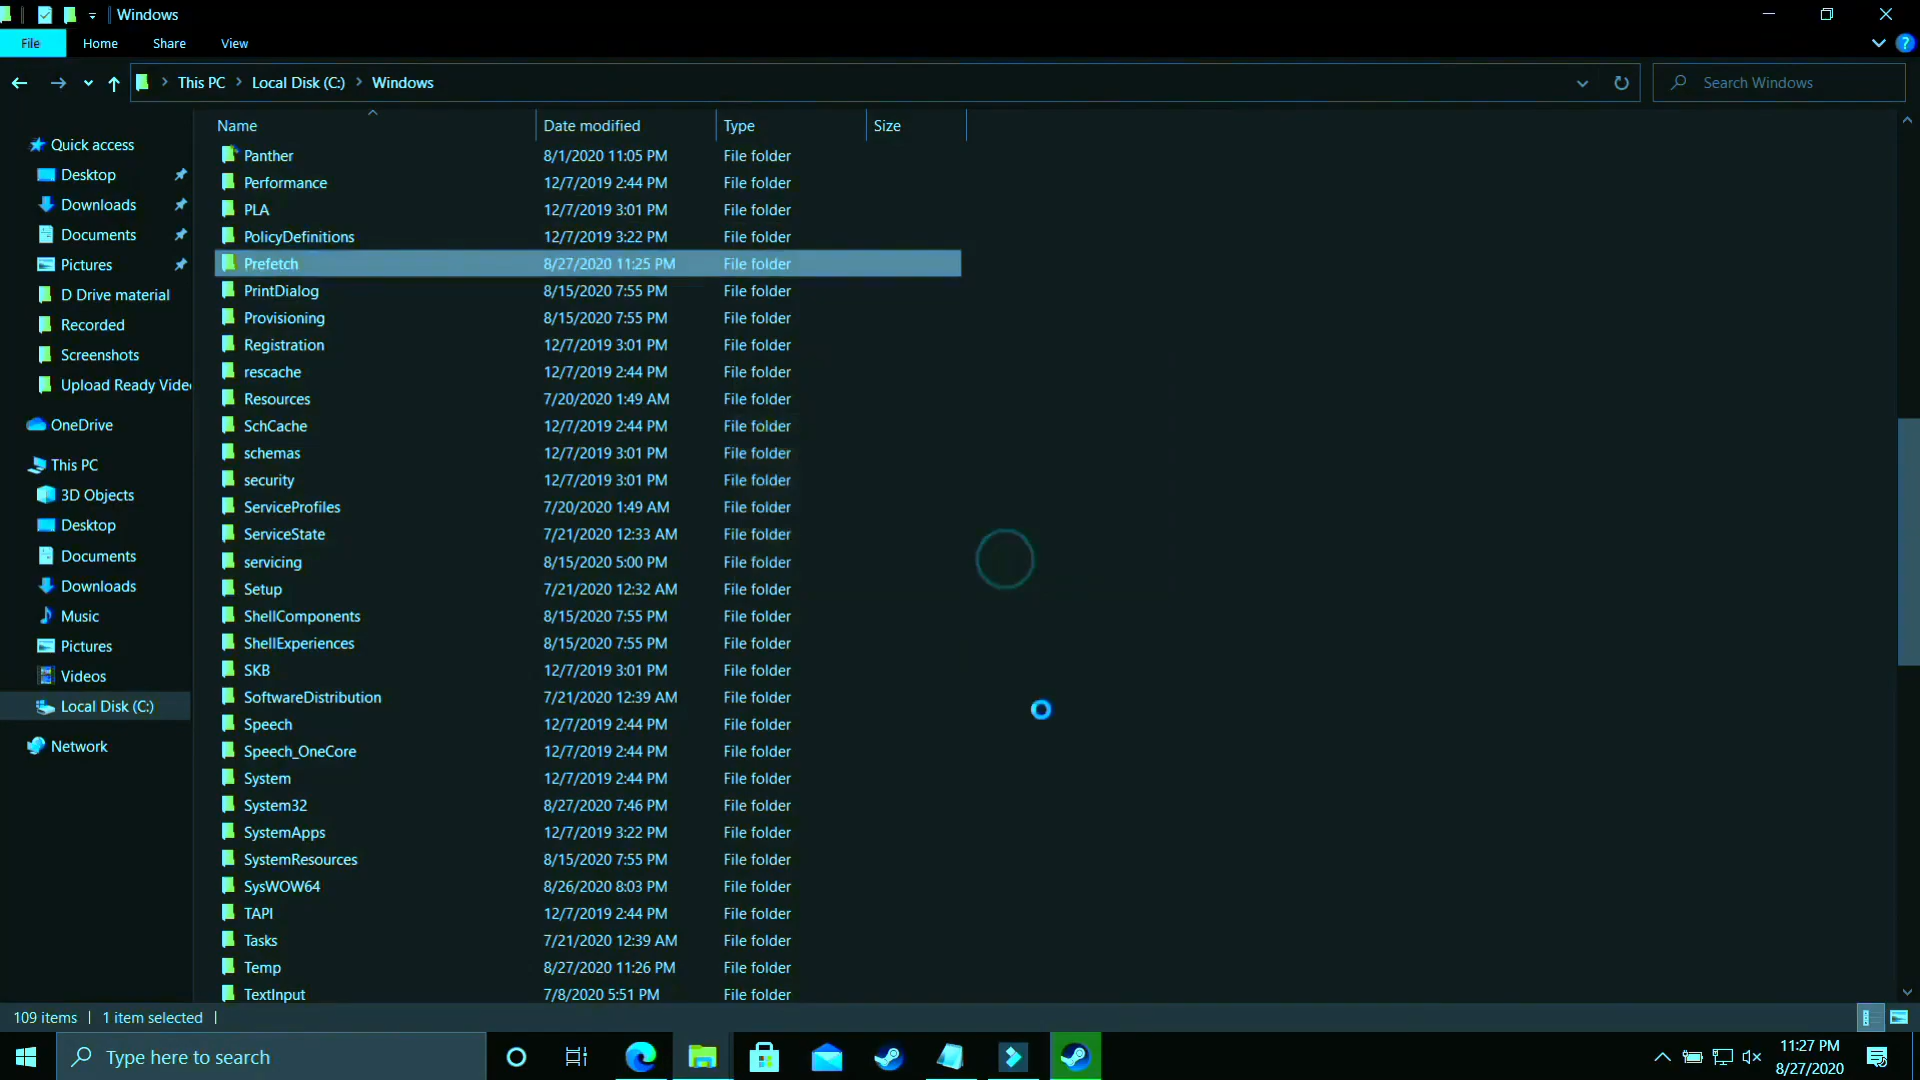 Windows
File Home Share View
This PC Local Disk (C:) Windows
Search Windows
Name Date modified Type Size
Quick access
Desktop
Downloads
Documents
Pictures
D Drive material
Recorded
Screenshots
Upload Ready Vide
OneDrive
This PC
3D Objects
Desktop
Documents
Downloads
Music
Pictures
Videos
Local Disk (C:)
Network
Panther 8/1/2020 11:05 PM File folder
Performance 12/7/2019 2:44 PM File folder
PLA 12/7/2019 3:01 PM File folder
PolicyDefinitions 12/7/2019 3:22 PM File folder
Prefetch 8/27/2020 11:25 PM File folder
PrintDialog 8/15/2020 7:55 PM File folder
Provisioning 8/15/2020 7:55 PM File folder
Registration 12/7/2019 3:01 PM File folder
rescache 12/7/2019 2:44 PM File folder
Resources 7/20/2020 1:49 AM File folder
SchCache 12/7/2019 2:44 PM File folder
schemas 12/7/2019 3:01 PM File folder
security 12/7/2019 3:01 PM File folder
ServiceProfiles 7/20/2020 1:49 AM File folder
ServiceState 7/21/2020 12:33 AM File folder
servicing 8/15/2020 5:00 PM File folder
Setup 7/21/2020 12:32 AM File folder
ShellComponents 8/15/2020 7:55 PM File folder
ShellExperiences 8/15/2020 7:55 PM File folder
SKB 12/7/2019 3:01 PM File folder
SoftwareDistribution 7/21/2020 12:39 AM File folder
Speech 12/7/2019 2:44 PM File folder
Speech_OneCore 12/7/2019 2:44 PM File folder
System 12/7/2019 2:44 PM File folder
System32 8/27/2020 7:46 PM File folder
SystemApps 12/7/2019 3:22 PM File folder
SystemResources 8/15/2020 7:55 PM File folder
SysWOW64 8/26/2020 8:03 PM File folder
TAPI 12/7/2019 2:44 PM File folder
Tasks 7/21/2020 12:39 AM File folder
Temp 8/27/2020 11:26 PM File folder
TextInput 7/8/2020 5:51 PM File folder
109 items 1 item selected
Type here to search
11:27 PM
8/27/2020